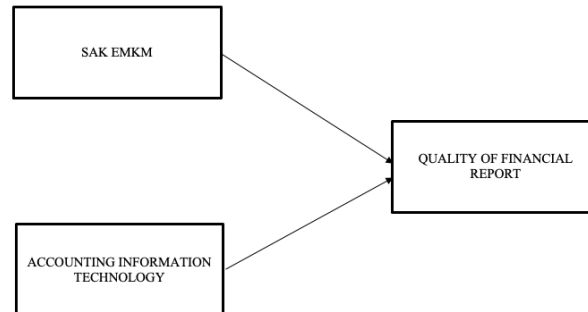 SAK EMKM
QUALITY OF FINANCIAL
REPORT
ACCOUNTING INFORMATION
TECHNOLOGY